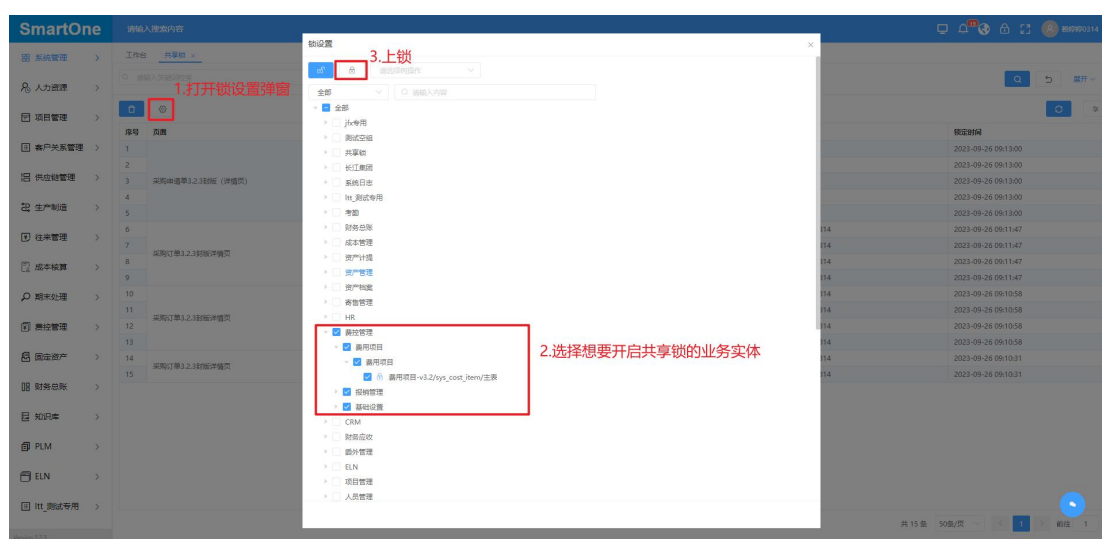 SmartOne
请输入搜索内容
锁设置
系统管理
工作台 共享锁
3.上锁
人力资源
1.打开锁设置弹窗
展开
全部
请输入内容
全部
项目管理
jfx专用
序号 页面 锁定时间
测试空组
客户关系管理
1 2023-09-26 09:13:00
共享锁
2 2023-09-26 09:13:00
长江集团
供应链管理
3 采购申请单3.2.3封版（详情页） 2023-09-26 09:13:00
系统日志
4 2023-09-26 09:13:00
ltt_测试专用
生产制造
5 2023-09-26 09:13:00
考勤
6 314 2023-09-26 09:11:47
财务总账
往来管理
7 采购订单3.2.3封版详情页 314 2023-09-26 09:11:47
成本管理
8 314 2023-09-26 09:11:47
资产计提
成本核算
9 314 2023-09-26 09:11:47
资产管理
资产档案
期末处理
10 314 2023-09-26 09:10:58
寄售管理
11 采购订单3.2.3封版详情页 314 2023-09-26 09:10:58
HR
费控管理
12 314 2023-09-26 09:10:58
费控管理
13 314 2023-09-26 09:10:58
费用项目
2.选择想要开启共享锁的业务实体
固定资产
14 采购订单3.2.3封版详情页 314 2023-09-26 09:10:31
费用项目
15 314 2023-09-26 09:10:31
费用项目-v3.2/sys_cost_item/主表
财务总账
报销管理
基础设置
知识库
CRM
财务应收
PLM
委外管理
ELN
ELN
项目管理
人员管理
ltt_测试专用
共 15 条 50条/页 1 前往 1